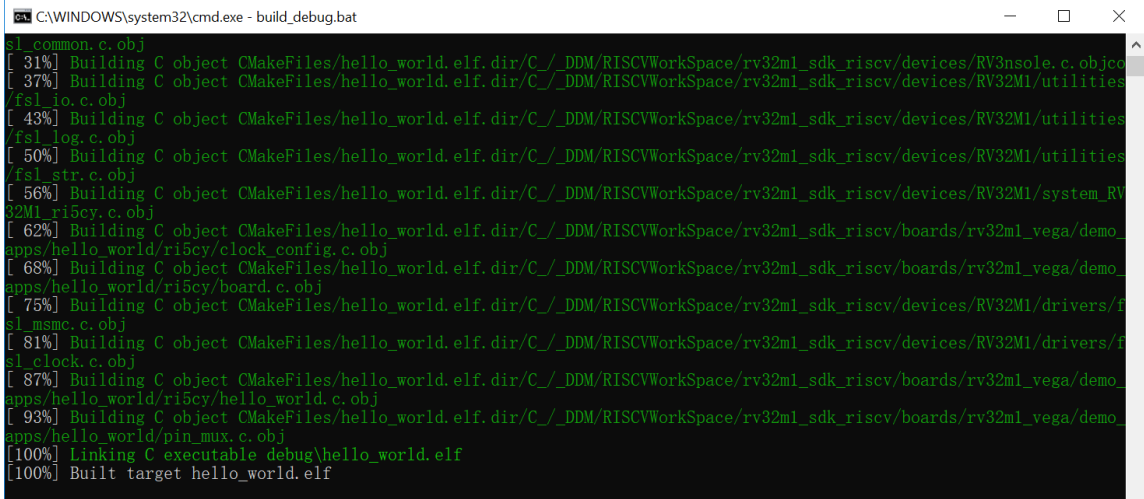 C:\WINDOWS\system32\cmd.exe - build_debug.bat
sl_common.c.obj
[ 31%] Building C object CMakeFiles/hello_world.elf.dir/C_/_DDM/RISCVWorkSpace/rv32m1_sdk_riscv/devices/RV3nsole.c.objco
[ 37%] Building C object CMakeFiles/hello_world.elf.dir/C_/_DDM/RISCVWorkSpace/rv32m1_sdk_riscv/devices/RV32M1/utilities
/fsl_io.c.obj
[ 43%] Building C object CMakeFiles/hello_world.elf.dir/C_/_DDM/RISCVWorkSpace/rv32m1_sdk_riscv/devices/RV32M1/utilities
/fsl_log.c.obj
[ 50%] Building C object CMakeFiles/hello_world.elf.dir/C_/_DDM/RISCVWorkSpace/rv32m1_sdk_riscv/devices/RV32M1/utilities
/fsl_str.c.obj
[ 56%] Building C object CMakeFiles/hello_world.elf.dir/C_/_DDM/RISCVWorkSpace/rv32m1_sdk_riscv/devices/RV32M1/system_RV
32M1_ri5cy.c.obj
[ 62%] Building C object CMakeFiles/hello_world.elf.dir/C_/_DDM/RISCVWorkSpace/rv32m1_sdk_riscv/boards/rv32m1_vega/demo_
apps/hello_world/ri5cy/clock_config.c.obj
[ 68%] Building C object CMakeFiles/hello_world.elf.dir/C_/_DDM/RISCVWorkSpace/rv32m1_sdk_riscv/boards/rv32m1_vega/demo_
apps/hello_world/ri5cy/board.c.obj
[ 75%] Building C object CMakeFiles/hello_world.elf.dir/C_/_DDM/RISCVWorkSpace/rv32m1_sdk_riscv/devices/RV32M1/drivers/f
sl_msmc.c.obj
[ 81%] Building C object CMakeFiles/hello_world.elf.dir/C_/_DDM/RISCVWorkSpace/rv32m1_sdk_riscv/devices/RV32M1/drivers/f
sl_clock.c.obj
[ 87%] Building C object CMakeFiles/hello_world.elf.dir/C_/_DDM/RISCVWorkSpace/rv32m1_sdk_riscv/boards/rv32m1_vega/demo_
apps/hello_world/ri5cy/hello_world.c.obj
[ 93%] Building C object CMakeFiles/hello_world.elf.dir/C_/_DDM/RISCVWorkSpace/rv32m1_sdk_riscv/boards/rv32m1_vega/demo_
apps/hello_world/pin_mux.c.obj
[100%] Linking C executable debug\hello_world.elf
[100%] Built target hello_world.elf